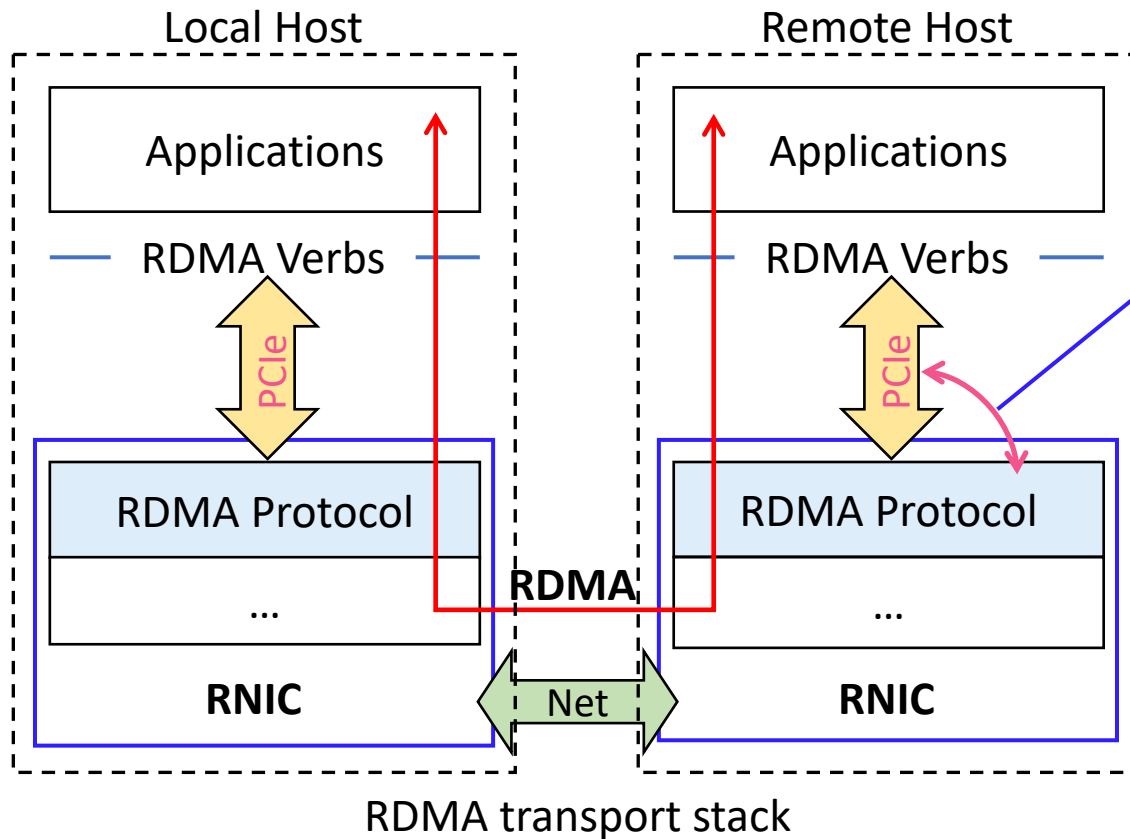 Local Host
Remote Host
Applications
Applications
RDMA Verbs
RDMA Verbs
PCIe
PCIe
RDMA Protocol
RDMA Protocol
RDMA
...
...
RNIC
Net
RNIC
RDMA transport stack